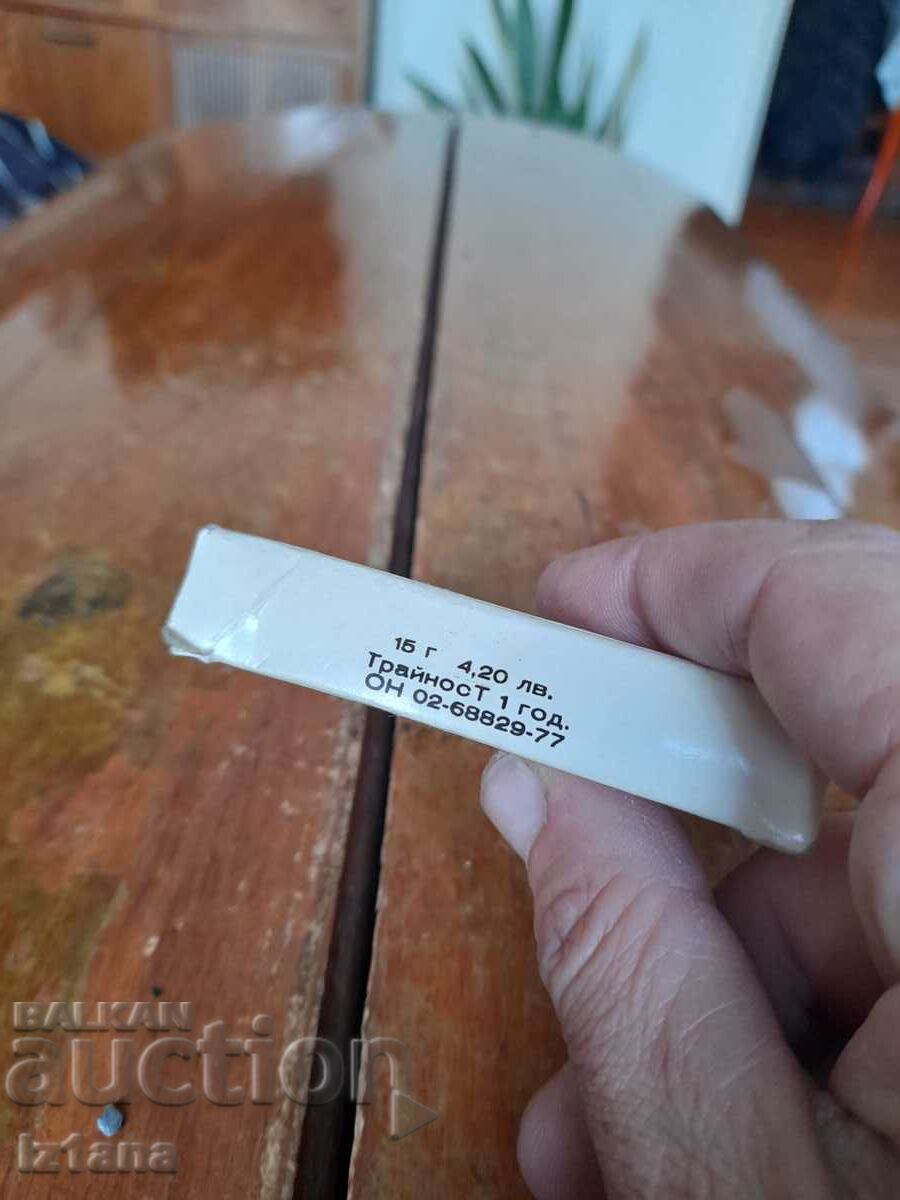 15 г 4,20 лв.
Трайност 1 год.
ОН 02-68829-77
BALKAN
auction
iz1ana